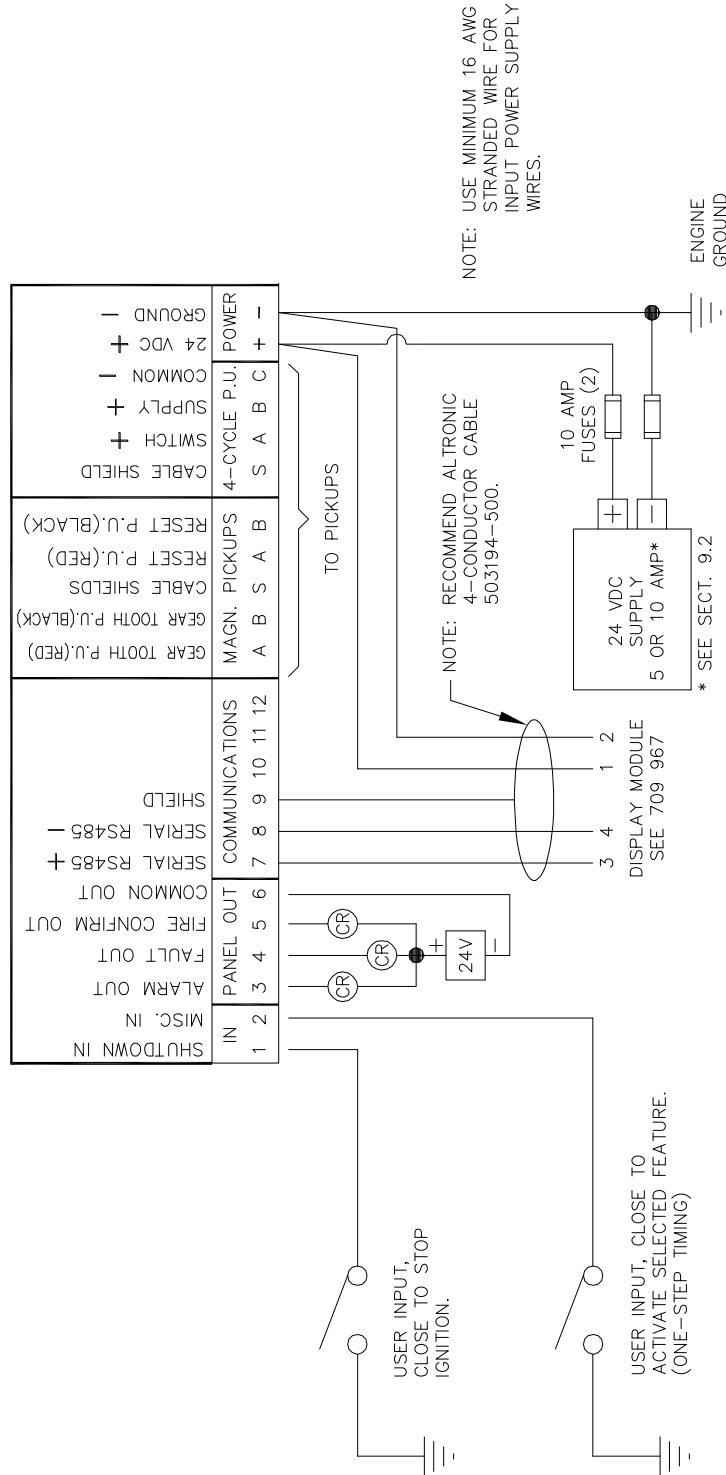 SHUTDOWN IN
MISC. IN
ALARM OUT
FAULT OUT
FIRE CONFIRM OUT
COMMON OUT
SERIAL RS485 +
SERIAL RS485 −
SHIELD
GEAR TOOTH P.U.(RED)
GEAR TOOTH P.U.(BLACK)
CABLE SHIELDS
RESET P.U.(RED)
RESET P.U.(BLACK)
CABLE SHIELD
SWITCH +
SUPPLY +
COMMON −
24 VDC +
GROUND −
IN
PANEL OUT
COMMUNICATIONS
MAGN. PICKUPS
4-CYCLE P.U.
POWER
1 2
3 4 5 6
7 8 9 10 11 12
A B S A B
S A B C
+ −
TO PICKUPS
CR
CR
CR
+
24V
−
USER INPUT,
CLOSE TO STOP
IGNITION.
USER INPUT, CLOSE TO
ACTIVATE SELECTED FEATURE.
(ONE-STEP TIMING)
NOTE: RECOMMEND ALTRONIC
4-CONDUCTOR CABLE
503194-500.
3 4 1 2
DISPLAY MODULE
SEE 709 967
24 VDC
SUPPLY
5 OR 10 AMP*
+
−
* SEE SECT. 9.2
10 AMP
FUSES (2)
ENGINE
GROUND
NOTE: USE MINIMUM 16 AWG
STRANDED WIRE FOR
INPUT POWER SUPPLY
WIRES.